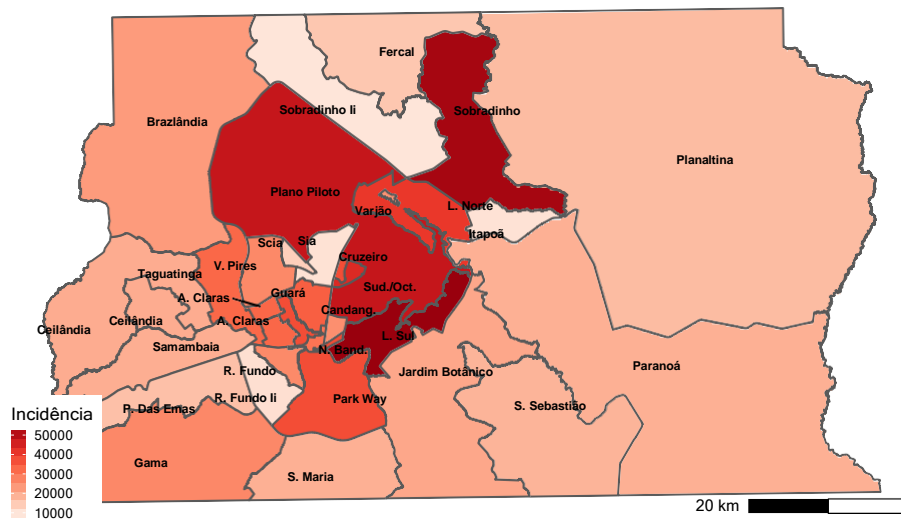 Fercal
Sobradinho Ii
Sobradinho
Brazlândia
Planaltina
Plano Piloto
L. Norte
Varjão
Itapoã
Scia
Sia
Cruzeiro
V. Pires
Taguatinga
Sud./Oct.
Guará
A. Claras
Candang.
Ceilândia
A. Claras
Ceilândia
L. Sul
Samambaia
N. Band.
R. Fundo
Jardim Botânico
Paranoá
R. Fundo Ii
Park Way
P. Das Emas
S. Sebastião
Gama
S. Maria
Incidência
50000
40000
30000
20000
10000
20 km